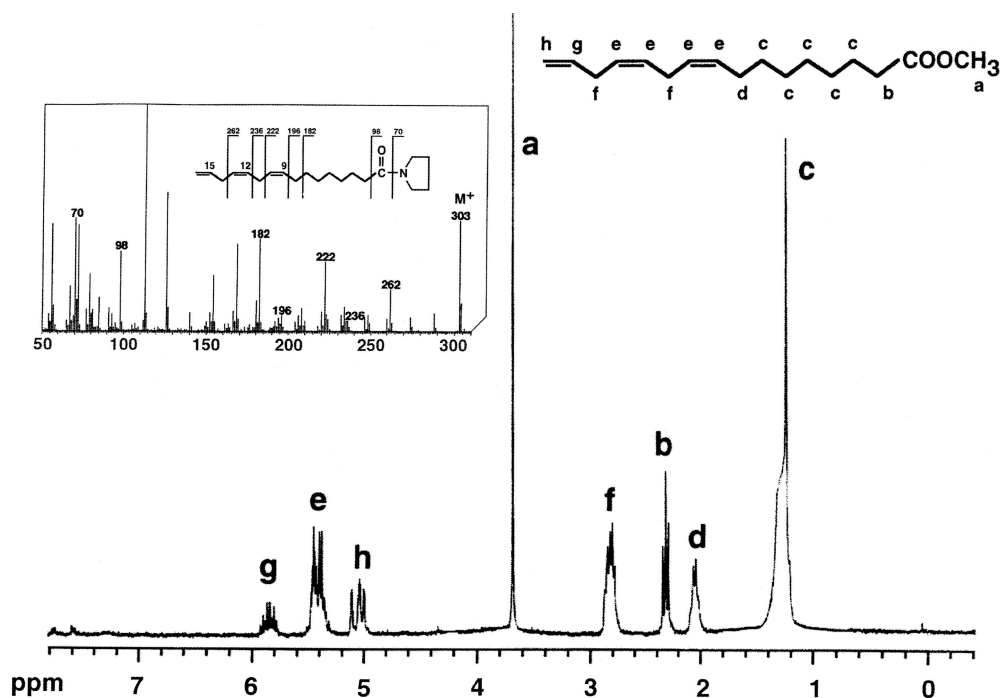 h g e e e e c c c
COOCH3
f f d c c b a
262 236 222 196 182 98 70
O
15 12 9 C N
M+
303
70
98
182
222
262
196
236
50 100 150 200 250 300
a
c
b
e
f
d
g
h
ppm 7 6 5 4 3 2 1 0